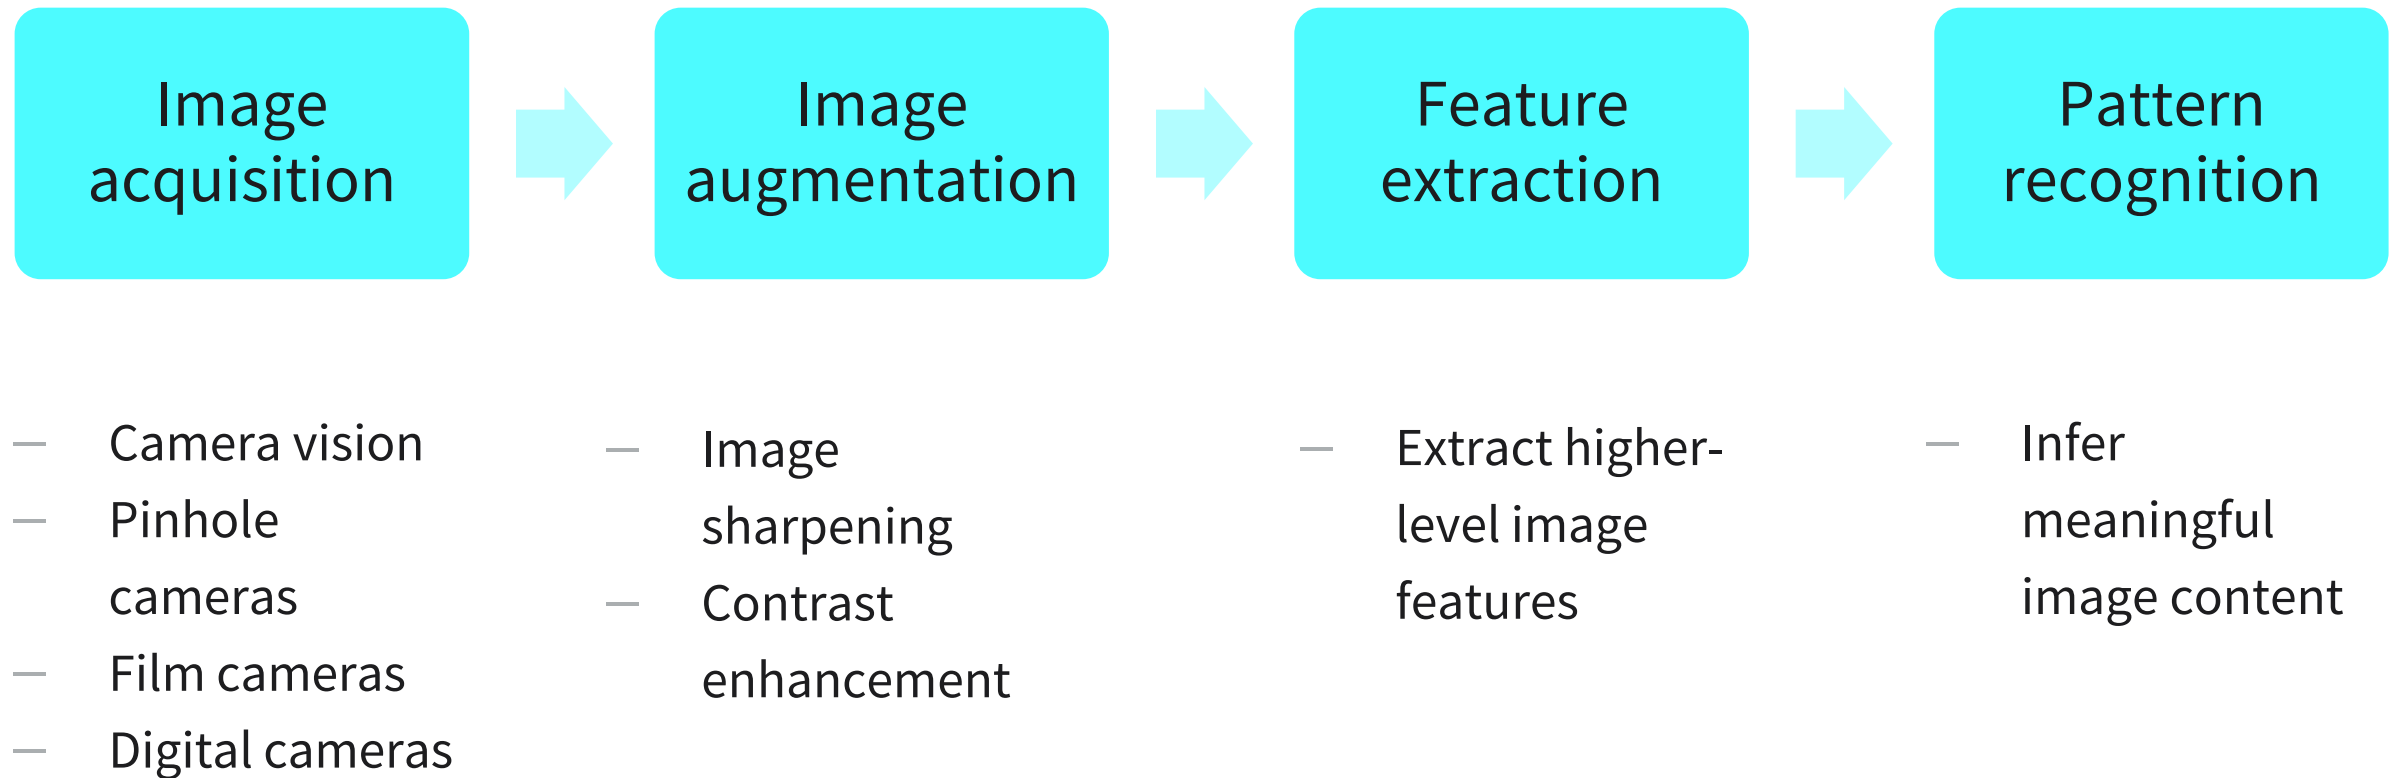 Image
acquisition
Image
augmentation
Feature
extraction
Pattern
recognition
— Camera vision
— Pinhole
cameras
— Film cameras
— Digital cameras
— Image
sharpening
— Contrast
enhancement
— Extract higher-
level image
features
— Infer
meaningful
image content